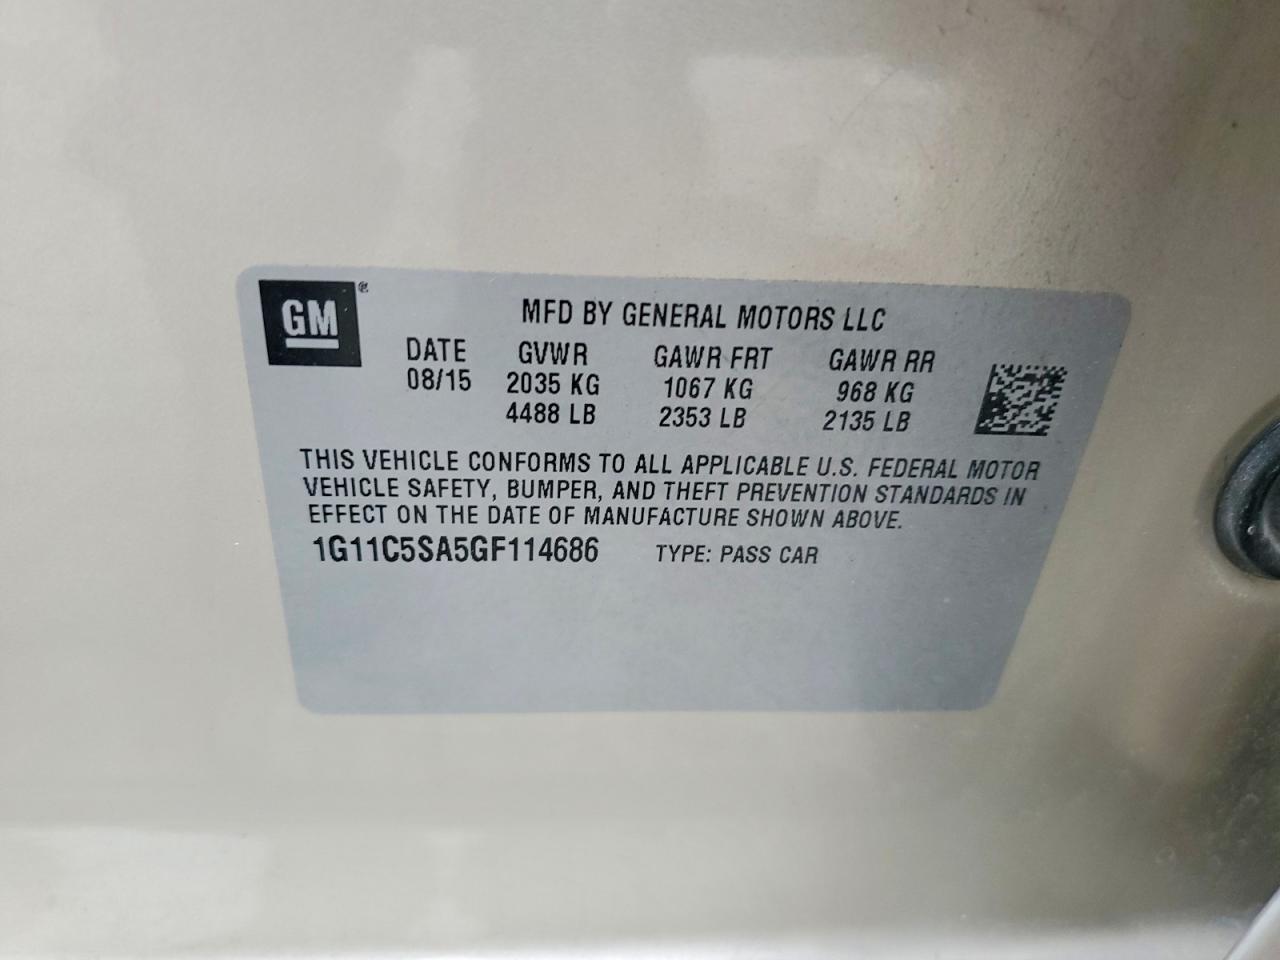 GM ®
MFD BY GENERAL MOTORS LLC
DATE GVWR GAWR FRT GAWR RR
08/15 2035 KG 1067 KG 968 KG
4488 LB 2353 LB 2135 LB
THIS VEHICLE CONFORMS TO ALL APPLICABLE U.S. FEDERAL MOTOR
VEHICLE SAFETY, BUMPER, AND THEFT PREVENTION STANDARDS IN
EFFECT ON THE DATE OF MANUFACTURE SHOWN ABOVE.
1G11C5SA5GF114686 TYPE: PASS CAR